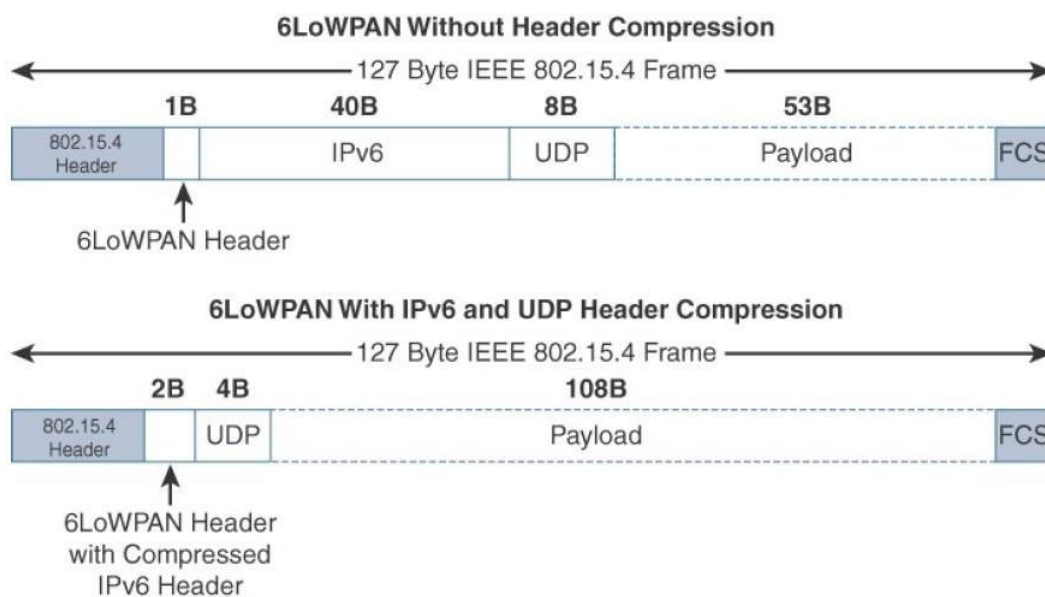 6LoWPAN Without Header Compression
127 Byte IEEE 802.15.4 Frame
1B 40B 8B 53B
802.15.4
Header
IPv6
UDP
Payload
FCS
6LoWPAN Header
6LoWPAN With IPv6 and UDP Header Compression
127 Byte IEEE 802.15.4 Frame
2B 4B 108B
802.15.4
Header
UDP
Payload
FCS
6LoWPAN Header
with Compressed
IPv6 Header